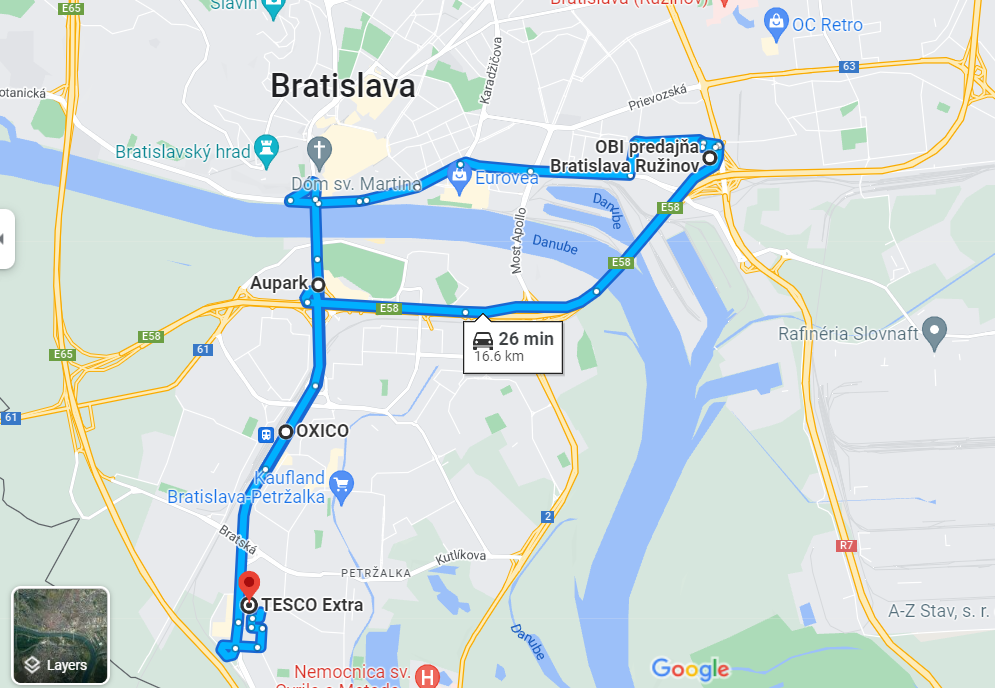 E65
Slavín
Bratislava (Ružinov)
OC Retro
63
Karadžičova
Bratislava
Prievozská
Bratislavský hrad
OBI predajňa
Bratislava Ružinov
Dóm sv. Martina
Eurovea
Danube
E58
Most Apollo
Danube
E58
Aupark
E58
E58
61
E65
26 min
16.6 km
Rafinéria Slovnaft
61
OXICO
Kaufland
Bratislava-Petržalka
2
Bratská
Kutlíkova
R7
PETRŽALKA
TESCO Extra
A-Z Stav, s. r.
Danube
Layers
Nemocnica sv.
Google